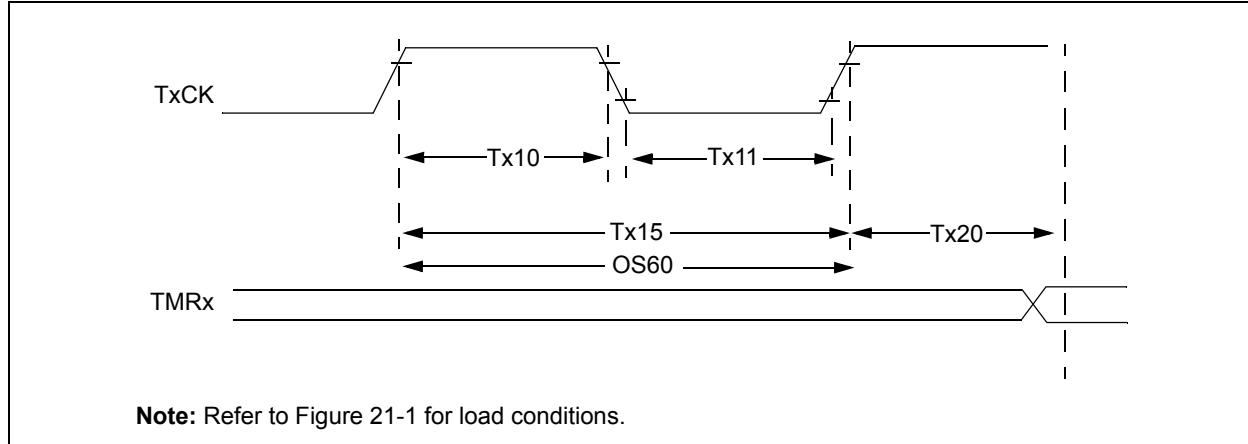 TxCK
Tx10
Tx11
Tx15
Tx20
OS60
TMRx
Note: Refer to Figure 21-1 for load conditions.